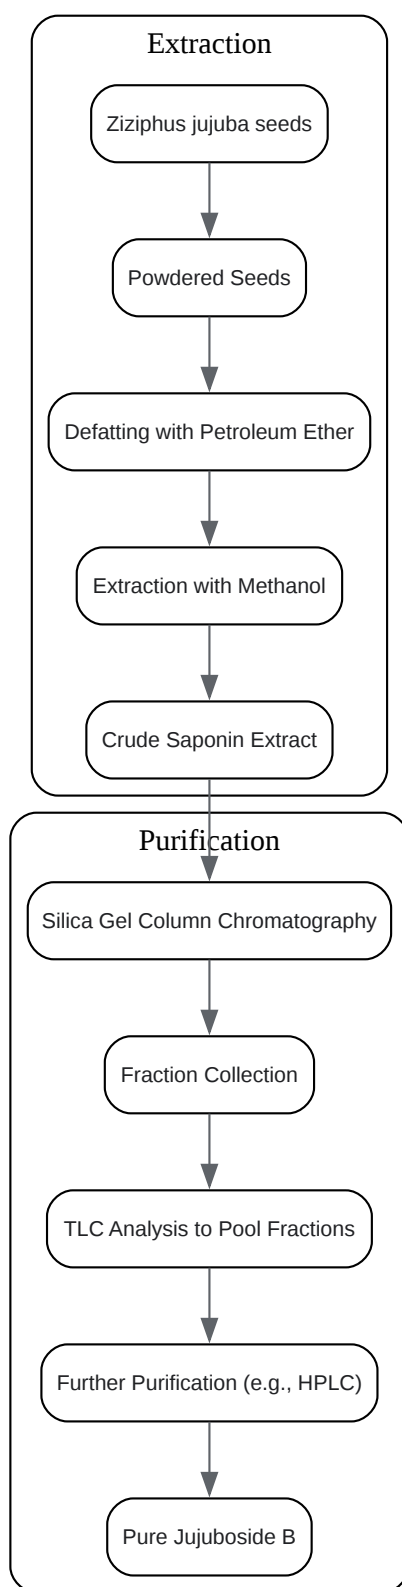 Extraction
Ziziphus jujuba seeds
Powdered Seeds
Defatting with Petroleum Ether
Extraction with Methanol
Crude Saponin Extract
Purification
Silica Gel Column Chromatography
Fraction Collection
TLC Analysis to Pool Fractions
Further Purification (e.g., HPLC)
Pure Jujuboside B